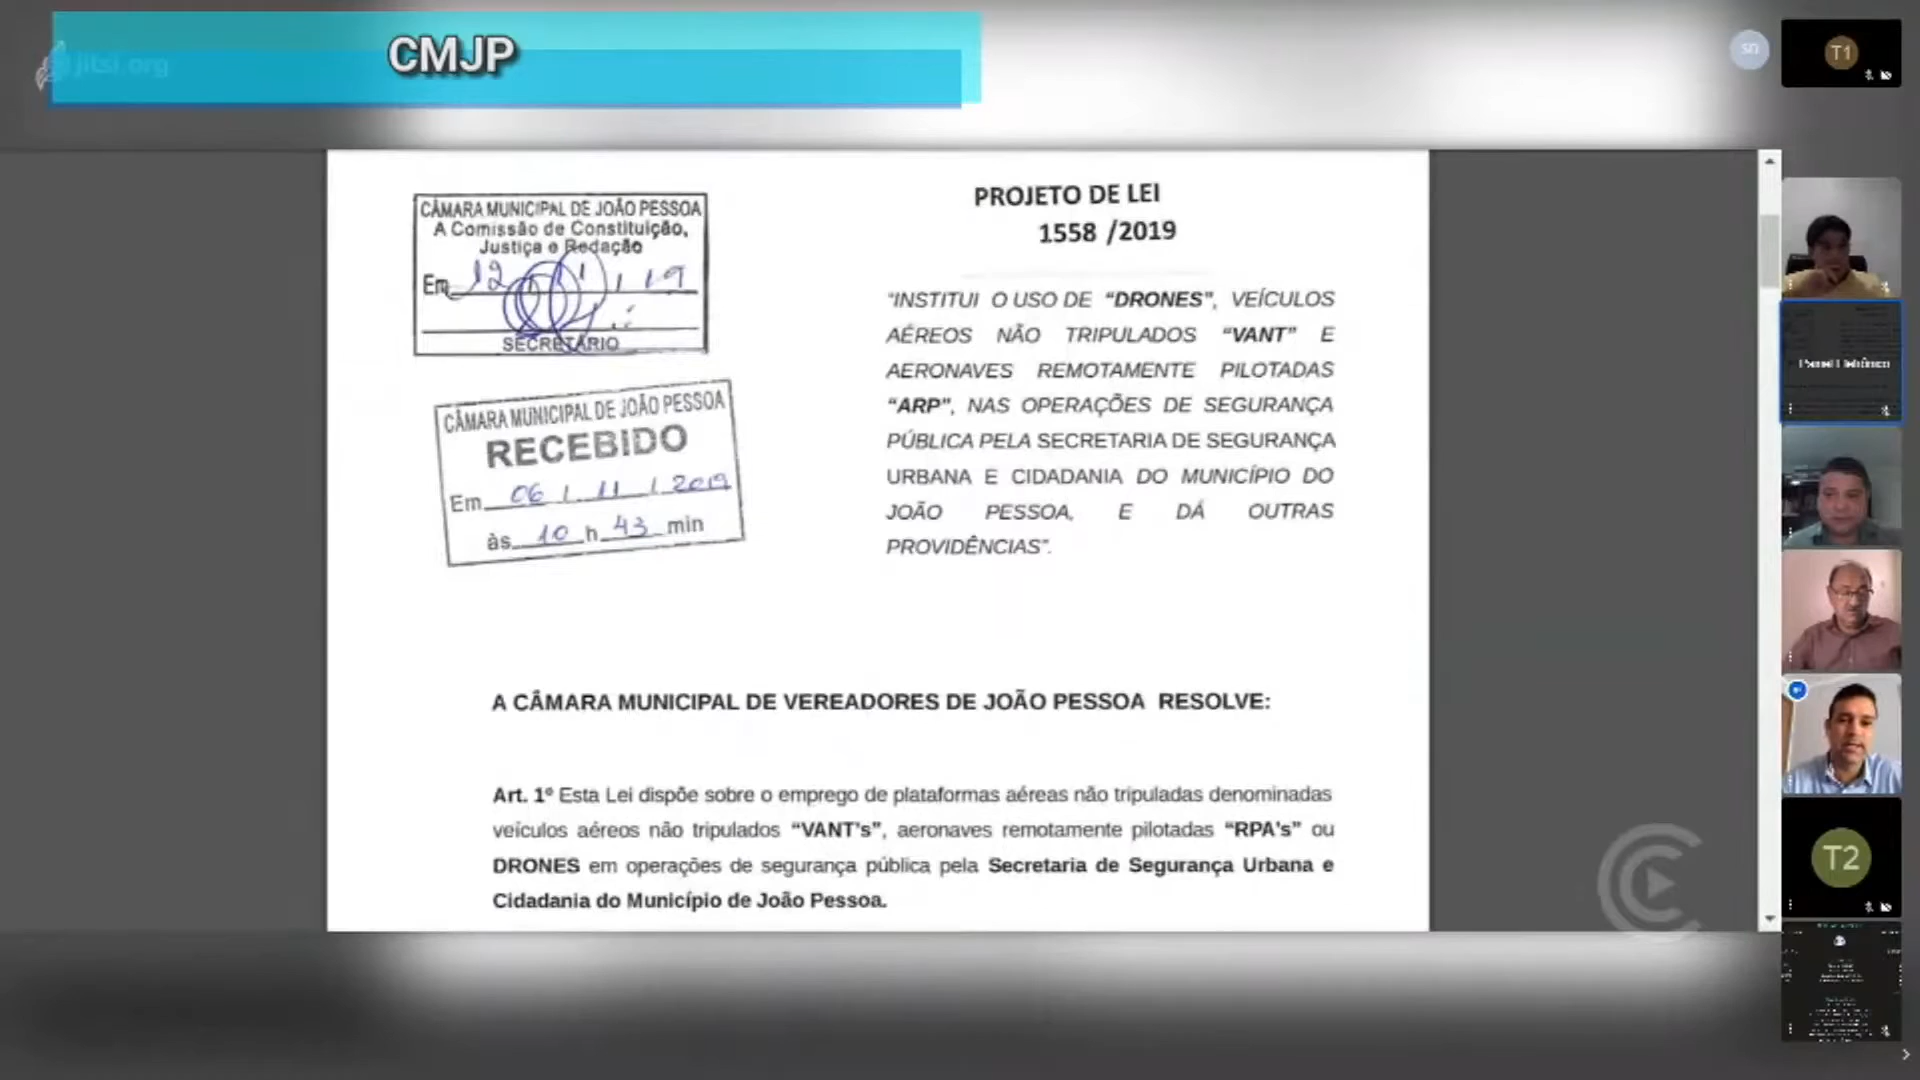 CMJP
jitsi.org
SD
T1
CÂMARA MUNICIPAL DE JOÃO PESSOA
A Comissão de Constituição,
Justiça e Redação
Em 12 / 11 / 19
SECRETÁRIO
CÂMARA MUNICIPAL DE JOÃO PESSOA
RECEBIDO
Em 06 / 11 / 2019
às 10 h 43 min
PROJETO DE LEI
1558 /2019
“INSTITUI O USO DE “DRONES”, VEÍCULOS
AÉREOS NÃO TRIPULADOS “VANT” E
AERONAVES REMOTAMENTE PILOTADAS
“ARP”, NAS OPERAÇÕES DE SEGURANÇA
PÚBLICA PELA SECRETARIA DE SEGURANÇA
URBANA E CIDADANIA DO MUNICÍPIO DO
JOÃO PESSOA, E DÁ OUTRAS
PROVIDÊNCIAS”.
A CÂMARA MUNICIPAL DE VEREADORES DE JOÃO PESSOA RESOLVE:
Art. 1º Esta Lei dispõe sobre o emprego de plataformas aéreas não tripuladas denominadas
veículos aéreos não tripulados “VANT’s”, aeronaves remotamente pilotadas “RPA’s” ou
DRONES em operações de segurança pública pela Secretaria de Segurança Urbana e
Cidadania do Município de João Pessoa.
Painel Eletrônico
T2